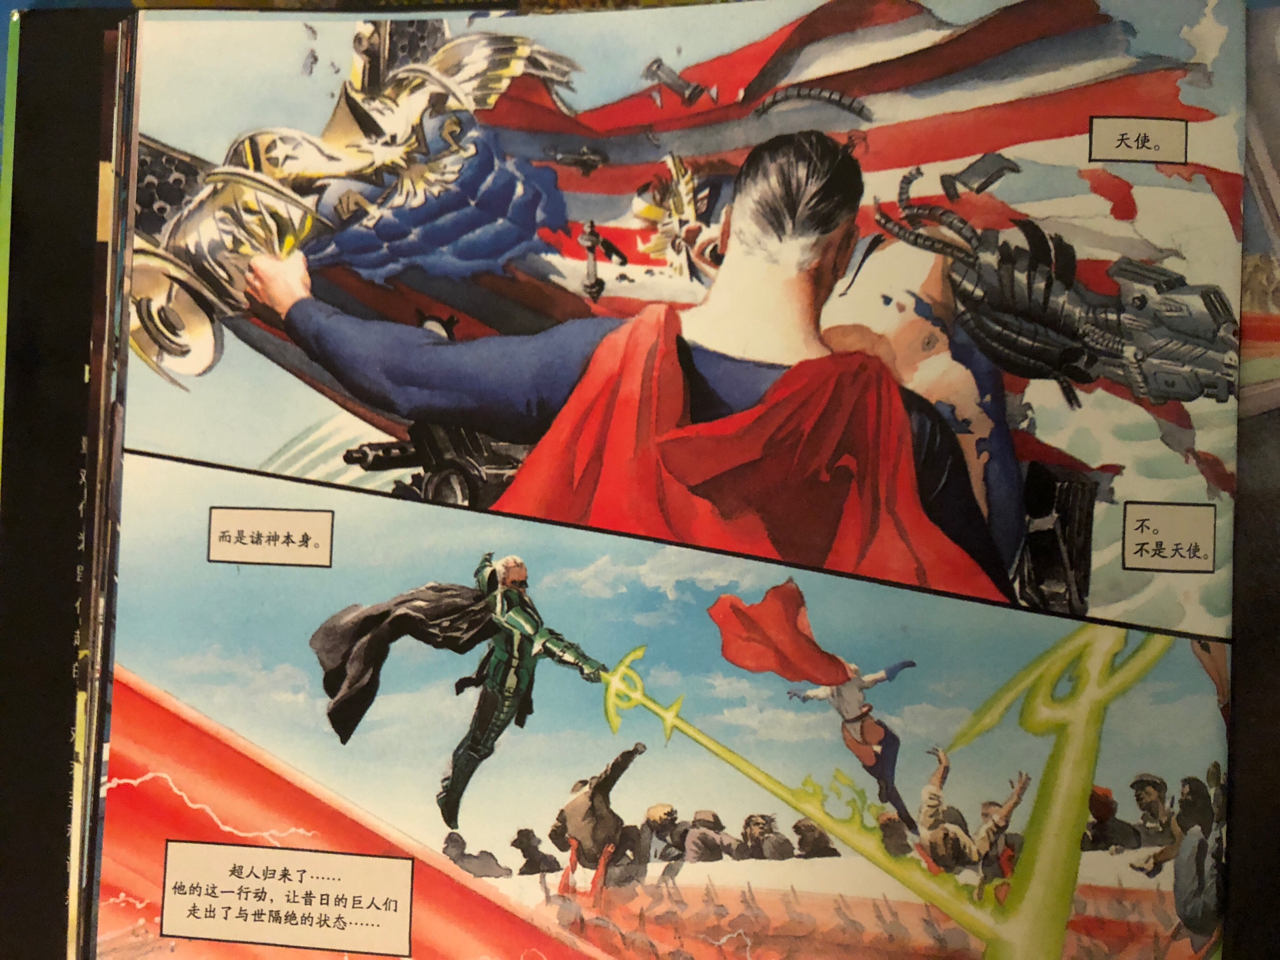 天使。
不。
不是天使。
而是诸神本身。
超人归来了……
他的这一行动，让昔日的巨人们
走出了与世隔绝的状态……